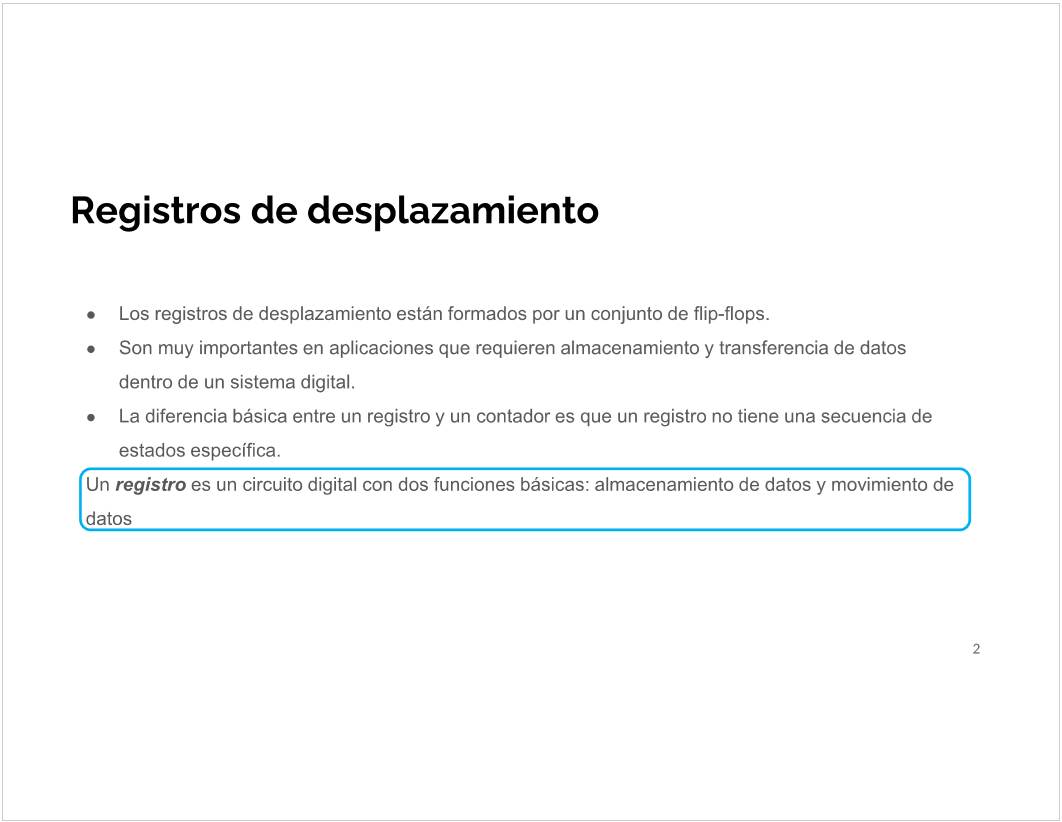 Registros de desplazamiento
● Los registros de desplazamiento están formados por un conjunto de flip-flops.
● Son muy importantes en aplicaciones que requieren almacenamiento y transferencia de datos
dentro de un sistema digital.
● La diferencia básica entre un registro y un contador es que un registro no tiene una secuencia de
estados específica.
Un registro es un circuito digital con dos funciones básicas: almacenamiento de datos y movimiento de
datos
2